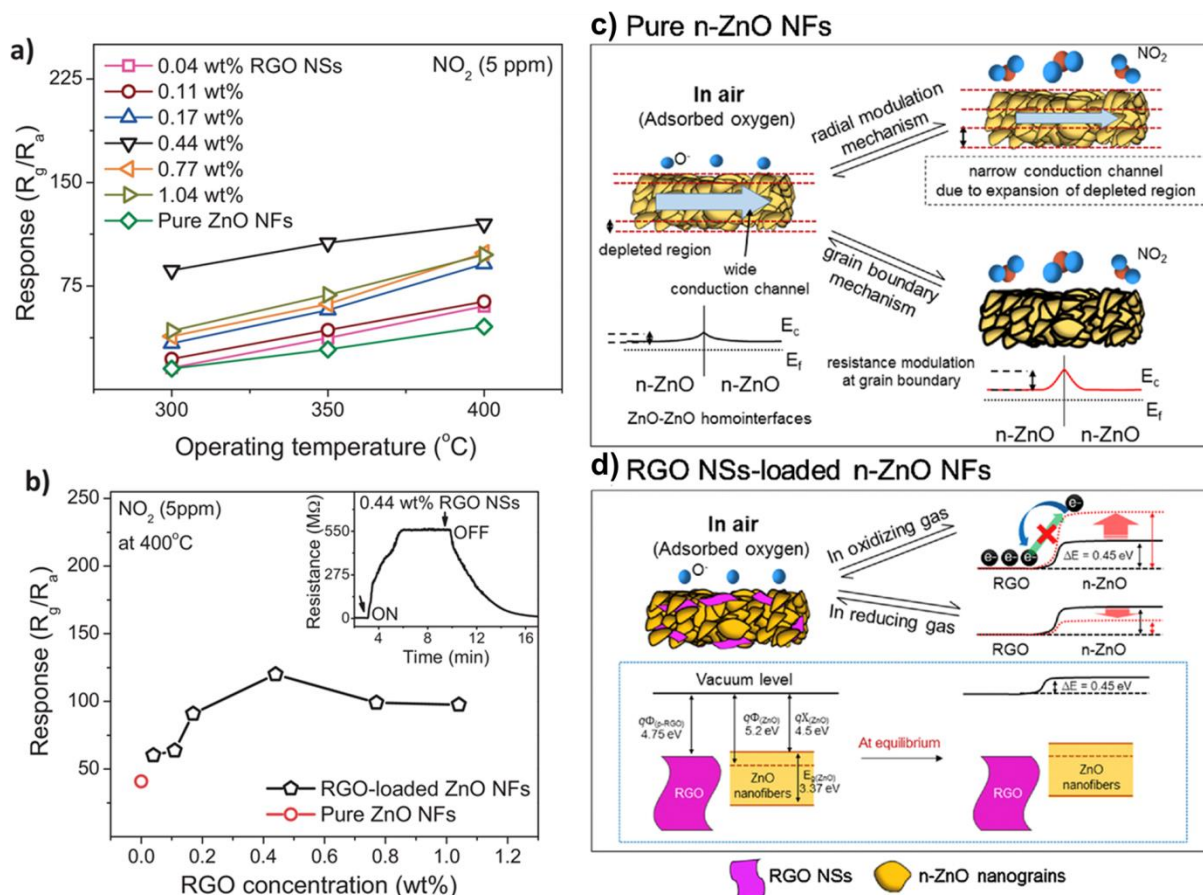 a)
0.04 wt% RGO NSs
0.11 wt%
0.17 wt%
0.44 wt%
0.77 wt%
1.04 wt%
Pure ZnO NFs
NO₂ (5 ppm)
225
150
75
300
350
400
Response (Rg/Ra)
Operating temperature (°C)
b)
NO₂ (5ppm)
at 400°C
0.44 wt% RGO NSs
Resistance (MΩ)
550
275
0
ON
OFF
4
8
12
16
Time (min)
250
200
150
100
50
0.0
0.2
0.4
0.6
0.8
1.0
1.2
Response (Rg/Ra)
RGO-loaded ZnO NFs
Pure ZnO NFs
RGO concentration (wt%)
c) Pure n-ZnO NFs
In air
(Adsorbed oxygen)
O⁻
depleted region
wide
conduction channel
Ec
Ef
n-ZnO
n-ZnO
ZnO-ZnO homointerfaces
radial modulation
mechanism
NO₂
narrow conduction channel
due to expansion of depleted region
grain boundary
mechanism
NO₂
resistance modulation
at grain boundary
Ec
Ef
n-ZnO
n-ZnO
d) RGO NSs-loaded n-ZnO NFs
In air
(Adsorbed oxygen)
O⁻
In oxidizing gas
In reducing gas
e-
e-
e-
e-
ΔE = 0.45 eV
RGO
n-ZnO
RGO
n-ZnO
Vacuum level
qΦ(p-RGO)
4.75 eV
qΦ(ZnO)
5.2 eV
qX(ZnO)
4.5 eV
Eg(ZnO)
3.37 eV
RGO
ZnO
nanofibers
At equilibrium
ΔE = 0.45 eV
RGO
ZnO
nanofibers
RGO NSs
n-ZnO nanograins